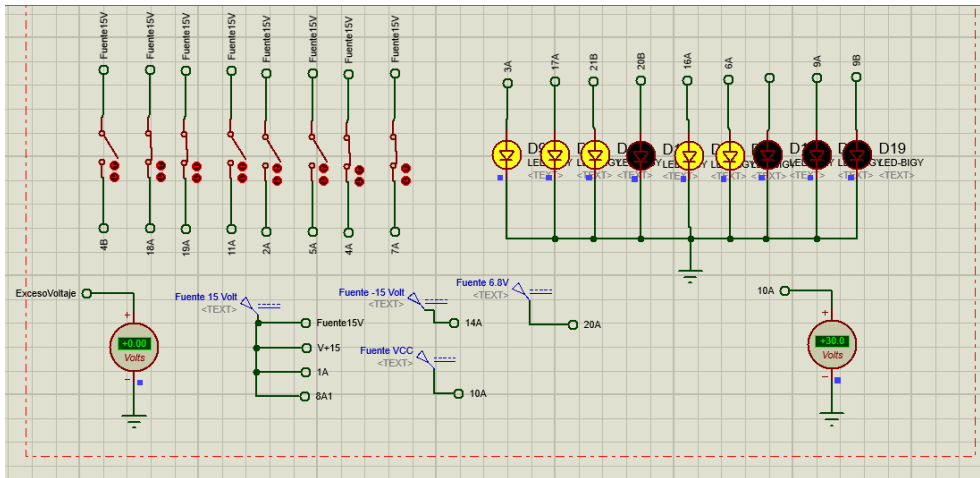 Fuente15V
Fuente15V
Fuente15V
Fuente15V
Fuente15V
Fuente15V
Fuente15V
Fuente15V
4B
18A
19A
11A
2A
5A
4A
7A
3A
17A
21B
20B
16A
6A
9A
9B
D19
LED-BIGY
<TEXT>
ExcesoVoltaje
+
+0.00
Volts
Fuente 15 Volt
<TEXT>
Fuente15V
V+15
1A
8A1
Fuente -15 Volt
<TEXT>
14A
Fuente VCC
<TEXT>
10A
Fuente 6.8V
<TEXT>
20A
10A
+
+30.0
Volts